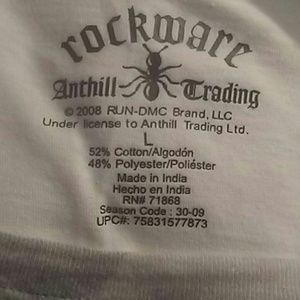 rockware
Anthill Trading
© 2008 RUN-DMC Brand, LLC
Under license to Anthill Trading Ltd.
L
52% Cotton/Algodón
48% Polyester/Poliéster
Made in India
Hecho en India
RN# 71868
Season Code : 30-09
UPC#: 75831577873